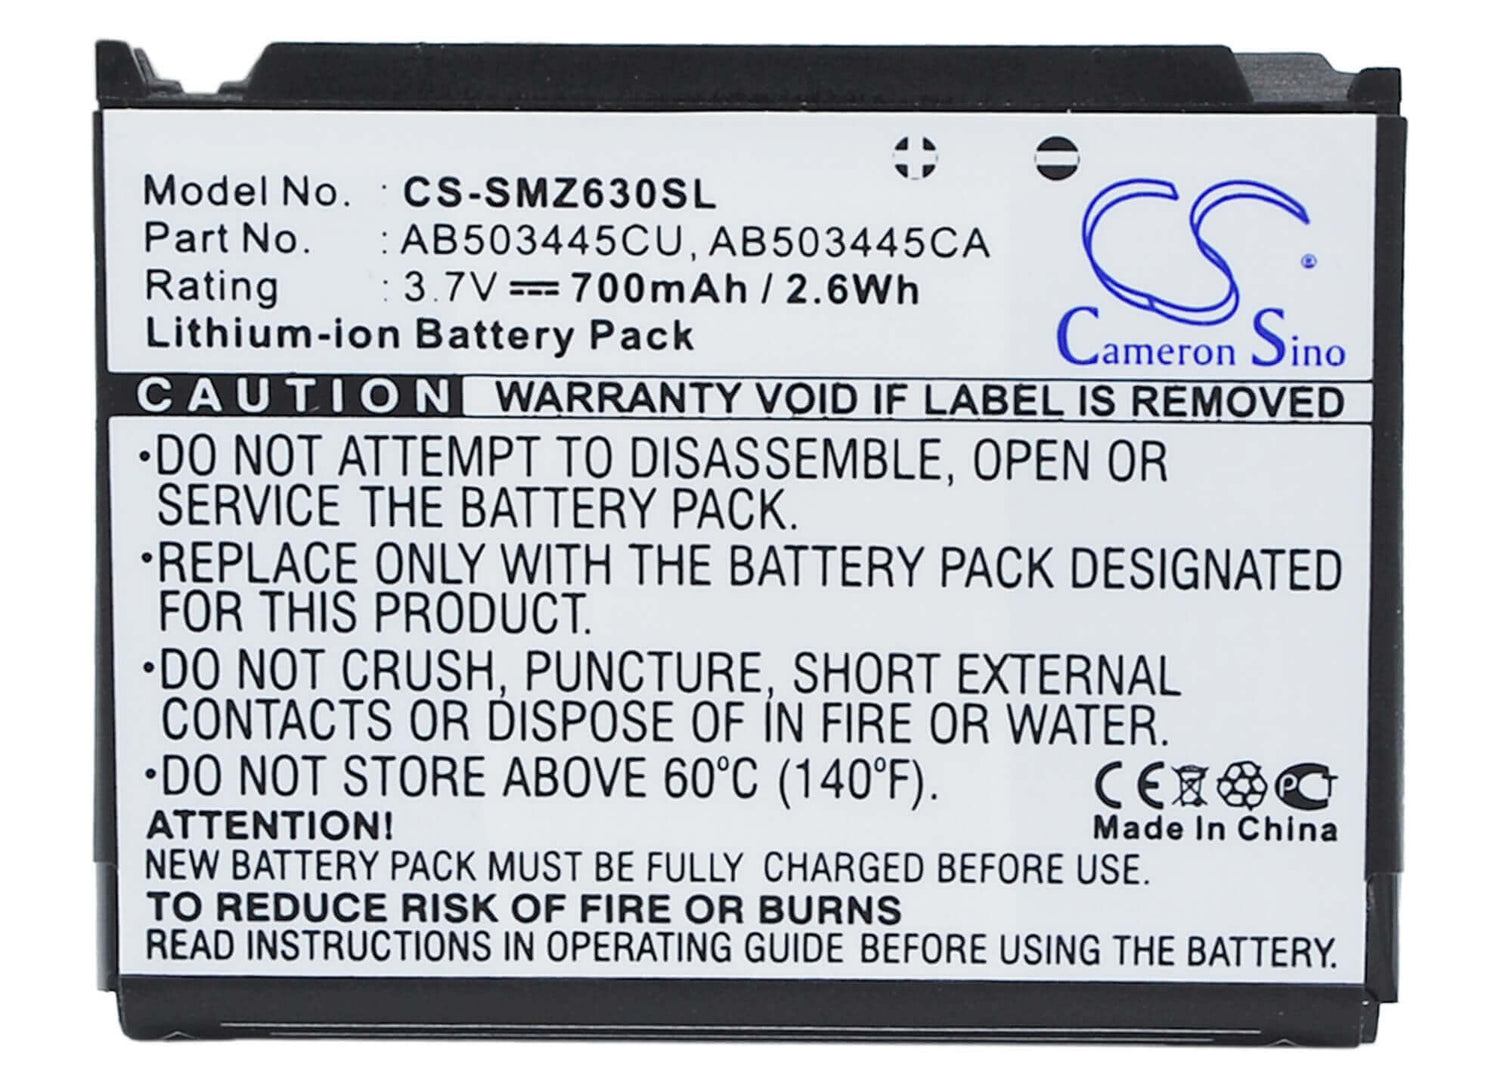 Model No. : CS-SMZ630SL
Part No. : AB503445CU, AB503445CA
Rating : 3.7V 700mAh / 2.6Wh
Lithium-ion Battery Pack
CS ®
Cameron Sino
CAUTION WARRANTY VOID IF LABEL IS REMOVED
•DO NOT ATTEMPT TO DISASSEMBLE, OPEN OR
SERVICE THE BATTERY PACK.
•REPLACE ONLY WITH THE BATTERY PACK DESIGNATED
FOR THIS PRODUCT.
•DO NOT CRUSH, PUNCTURE, SHORT EXTERNAL
CONTACTS OR DISPOSE OF IN FIRE OR WATER.
•DO NOT STORE ABOVE 60°C (140°F).
CE PCT
Made In China
ATTENTION!
NEW BATTERY PACK MUST BE FULLY CHARGED BEFORE USE.
TO REDUCE RISK OF FIRE OR BURNS
READ INSTRUCTIONS IN OPERATING GUIDE BEFORE USING THE BATTERY.